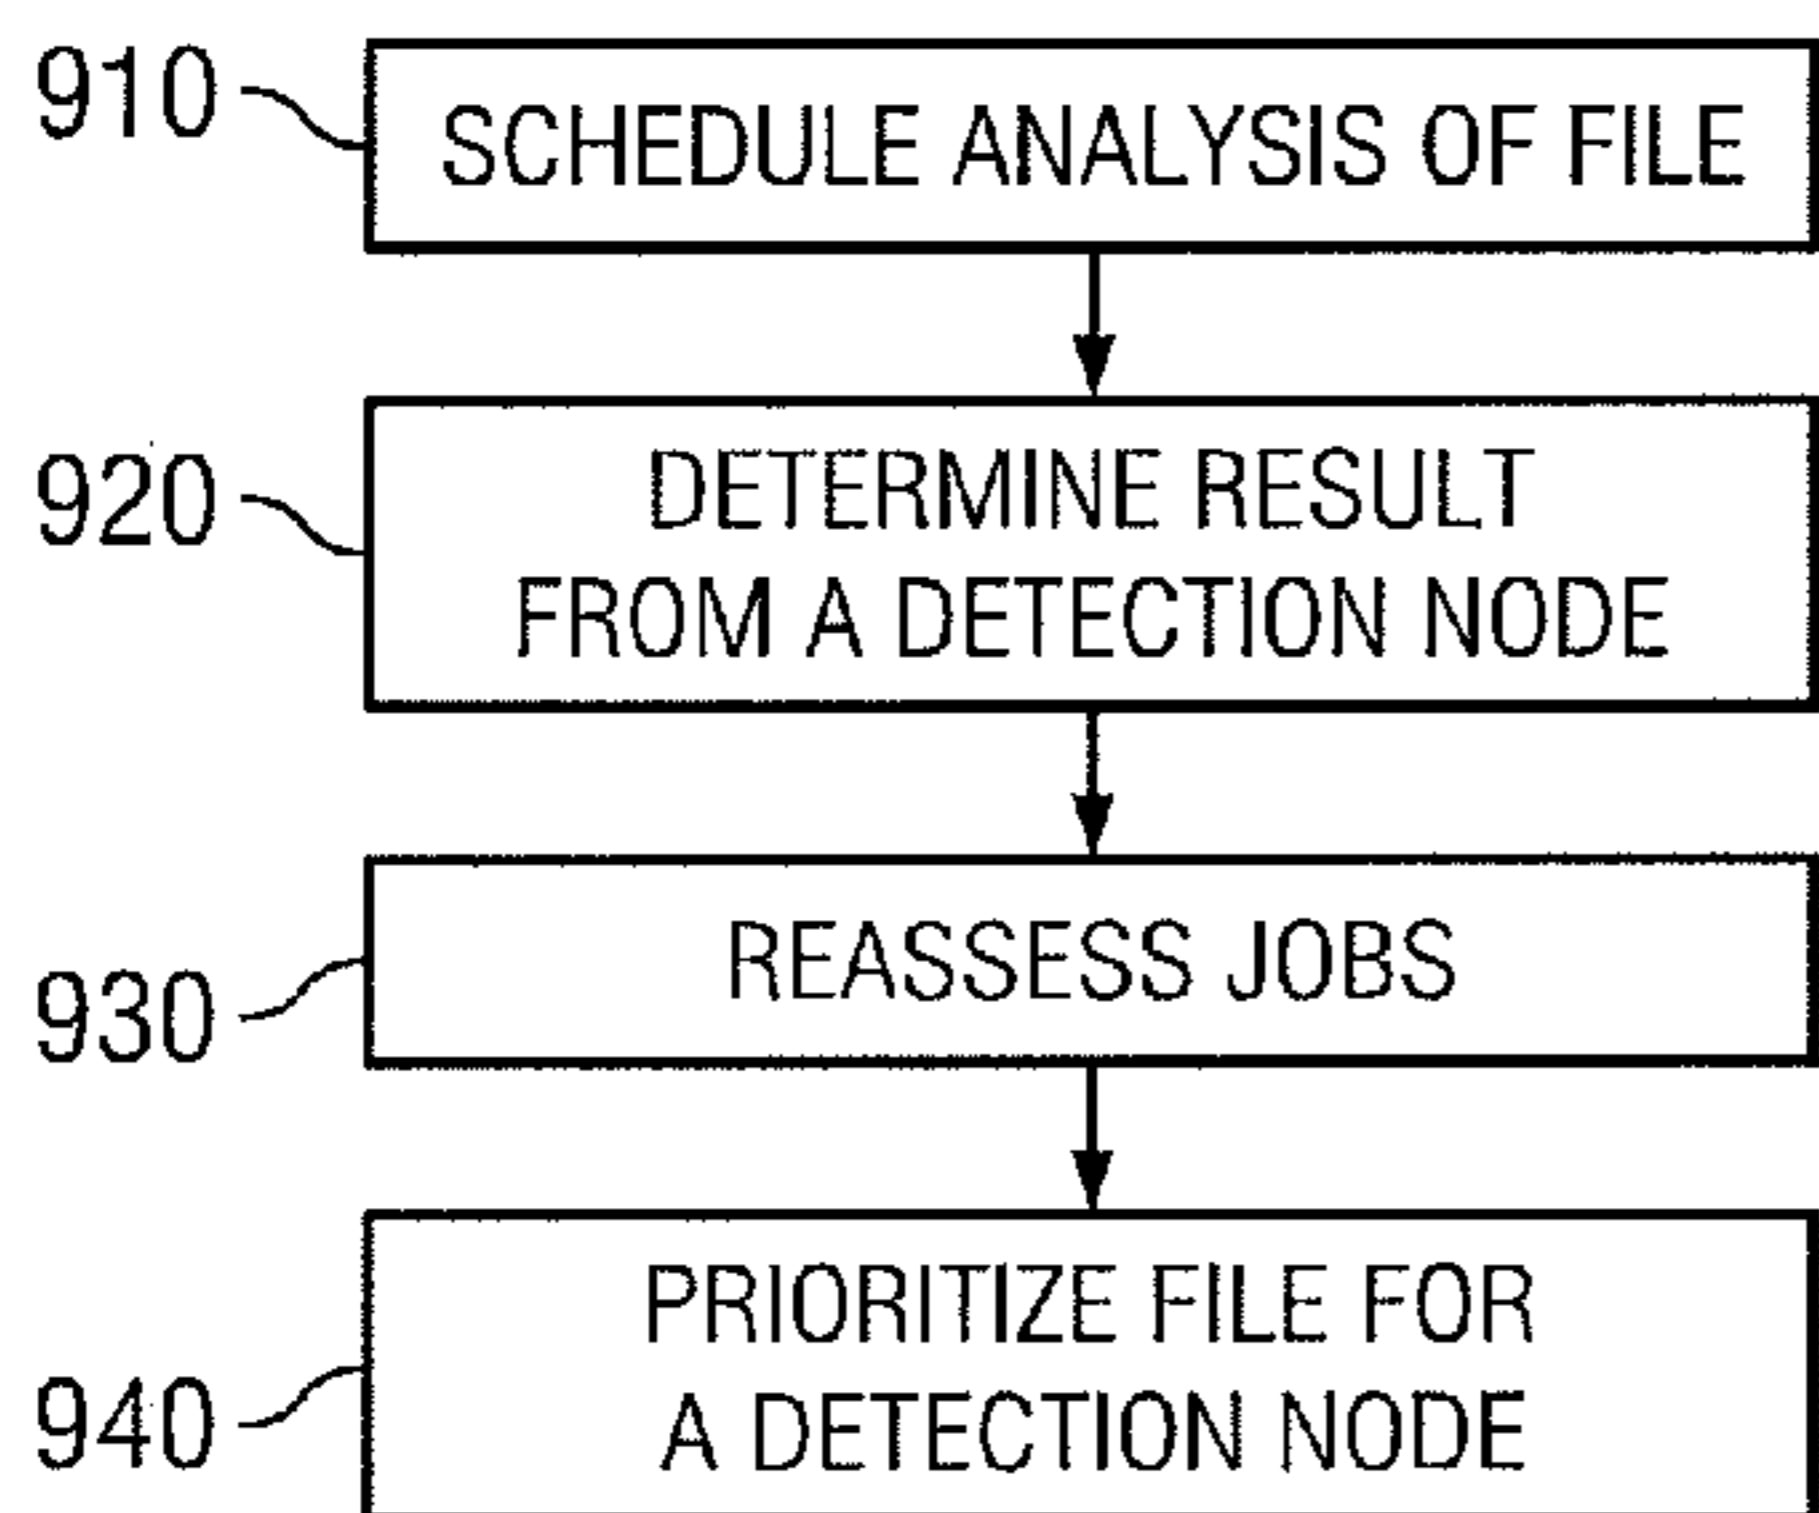 910
SCHEDULE ANALYSIS OF FILE
920
DETERMINE RESULT
FROM A DETECTION NODE
930
REASSESS JOBS
940
PRIORITIZE FILE FOR
A DETECTION NODE